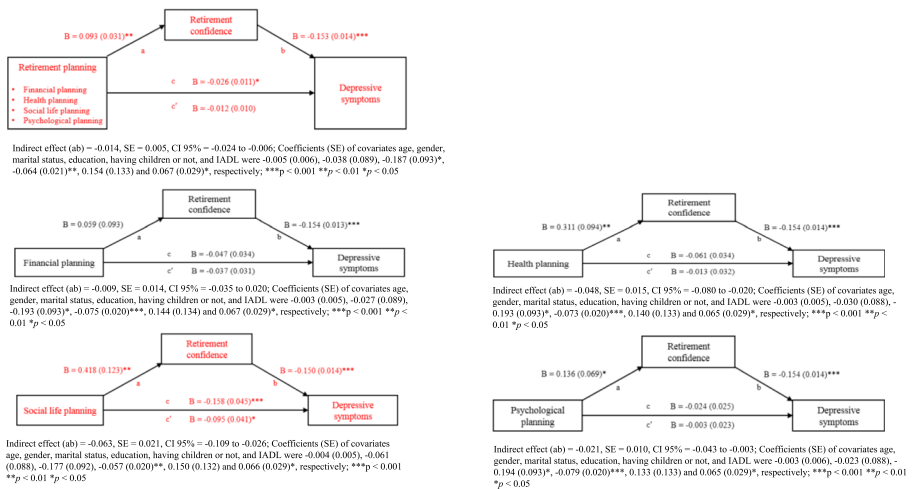 Retirement
confidence
B = 0.093 (0.031)**
B = -0.153 (0.014)***
a
b
Retirement planning
• Financial planning
• Health planning
• Social life planning
• Psychological planning
c B = -0.026 (0.011)*
c' B = -0.012 (0.010)
Depressive
symptoms
Indirect effect (ab) = -0.014, SE = 0.005, CI 95% = -0.024 to -0.006; Coefficients (SE) of covariates age, gender,
marital status, education, having children or not, and IADL were -0.005 (0.006), -0.038 (0.089), -0.187 (0.093)*,
-0.064 (0.021)**, 0.154 (0.133) and 0.067 (0.029)*, respectively; ***p < 0.001 **p < 0.01 *p < 0.05
Retirement
confidence
B = 0.059 (0.093)
B = -0.154 (0.013)***
a
b
Financial planning
c B = -0.047 (0.034)
c' B = -0.037 (0.031)
Depressive
symptoms
Indirect effect (ab) = -0.009, SE = 0.014, CI 95% = -0.035 to 0.020; Coefficients (SE) of covariates age,
gender, marital status, education, having children or not, and IADL were -0.003 (0.005), -0.027 (0.089),
-0.193 (0.093)*, -0.075 (0.020)***, 0.144 (0.134) and 0.067 (0.029)*, respectively; ***p < 0.001 **p <
0.01 *p < 0.05
Retirement
confidence
B = 0.311 (0.094)**
B = -0.154 (0.014)***
a
b
Health planning
c B = -0.061 (0.034)
c' B = -0.013 (0.032)
Depressive
symptoms
Indirect effect (ab) = -0.048, SE = 0.015, CI 95% = -0.080 to -0.020; Coefficients (SE) of covariates age,
gender, marital status, education, having children or not, and IADL were -0.003 (0.005), -0.030 (0.088), -
0.193 (0.093)*, -0.073 (0.020)***, 0.140 (0.133) and 0.065 (0.029)*, respectively; ***p < 0.001 **p <
0.01 *p < 0.05
Retirement
confidence
B = 0.418 (0.123)**
B = -0.150 (0.014)***
a
b
Social life planning
c B = -0.158 (0.045)***
c' B = -0.095 (0.041)*
Depressive
symptoms
Indirect effect (ab) = -0.063, SE = 0.021, CI 95% = -0.109 to -0.026; Coefficients (SE) of covariates
age, gender, marital status, education, having children or not, and IADL were -0.004 (0.005), -0.061
(0.088), -0.177 (0.092), -0.057 (0.020)**, 0.150 (0.132) and 0.066 (0.029)*, respectively; ***p < 0.001
**p < 0.01 *p < 0.05
Retirement
confidence
B = 0.136 (0.069)*
B = -0.154 (0.014)***
a
b
Psychological
planning
c B = -0.024 (0.025)
c' B = -0.003 (0.023)
Depressive
symptoms
Indirect effect (ab) = -0.021, SE = 0.010, CI 95% = -0.043 to -0.003; Coefficients (SE) of covariates age,
gender, marital status, education, having children or not, and IADL were -0.003 (0.006), -0.023 (0.088), -
0.194 (0.093)*, -0.079 (0.020)***, 0.133 (0.133) and 0.065 (0.029)*, respectively; ***p < 0.001 **p < 0.01
*p < 0.05